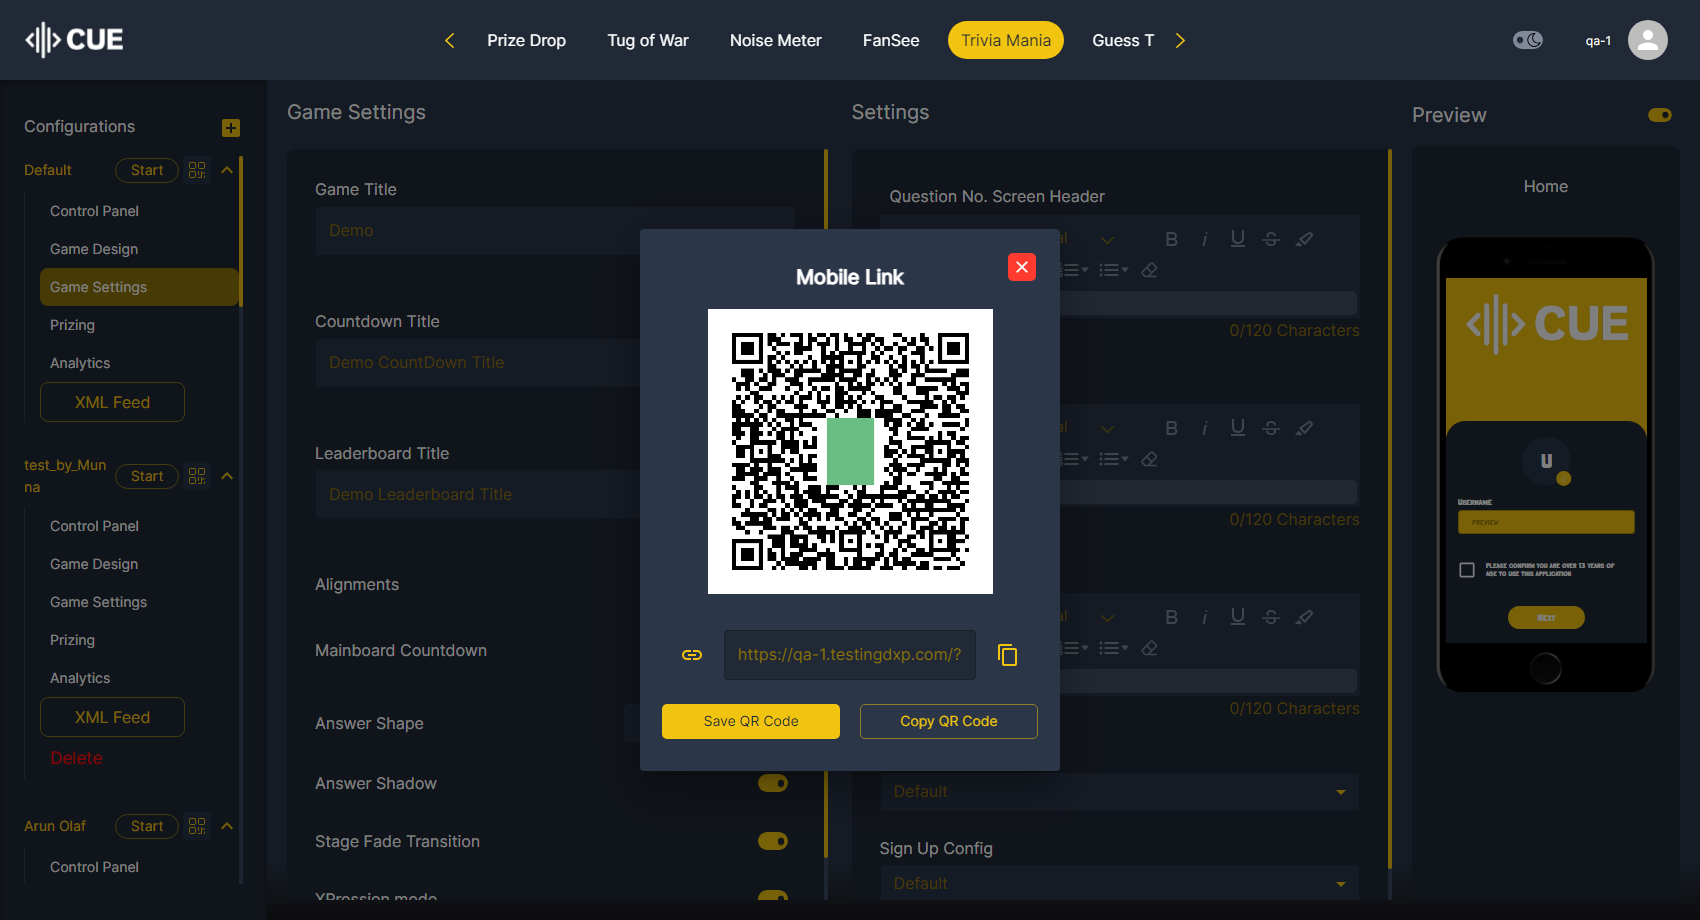 CUE
Prize Drop
Tug of War
Noise Meter
FanSee
Trivia Mania
Guess T
qa-1
Configurations
Default
Start
Control Panel
Game Design
Game Settings
Prizing
Analytics
XML Feed
test_by_Mun
na
Start
Control Panel
Game Design
Game Settings
Prizing
Analytics
XML Feed
Delete
Arun Olaf
Start
Control Panel
Game Settings
Game Title
Demo
Countdown Title
Demo CountDown Title
Leaderboard Title
Demo Leaderboard Title
Alignments
Mainboard Countdown
Answer Shape
Answer Shadow
Stage Fade Transition
XPression mode
Mobile Link
https://qa-1.testingdxp.com/?
Save QR Code
Copy QR Code
Settings
Question No. Screen Header
B i U S
0/120 Characters
B i U S
0/120 Characters
B i U S
0/120 Characters
Default
Sign Up Config
Default
Preview
Home
CUE
U
Username
PREVIEW
PLEASE CONFIRM YOU ARE OVER 13 YEARS OF
AGE TO USE THIS APPLICATION
Next